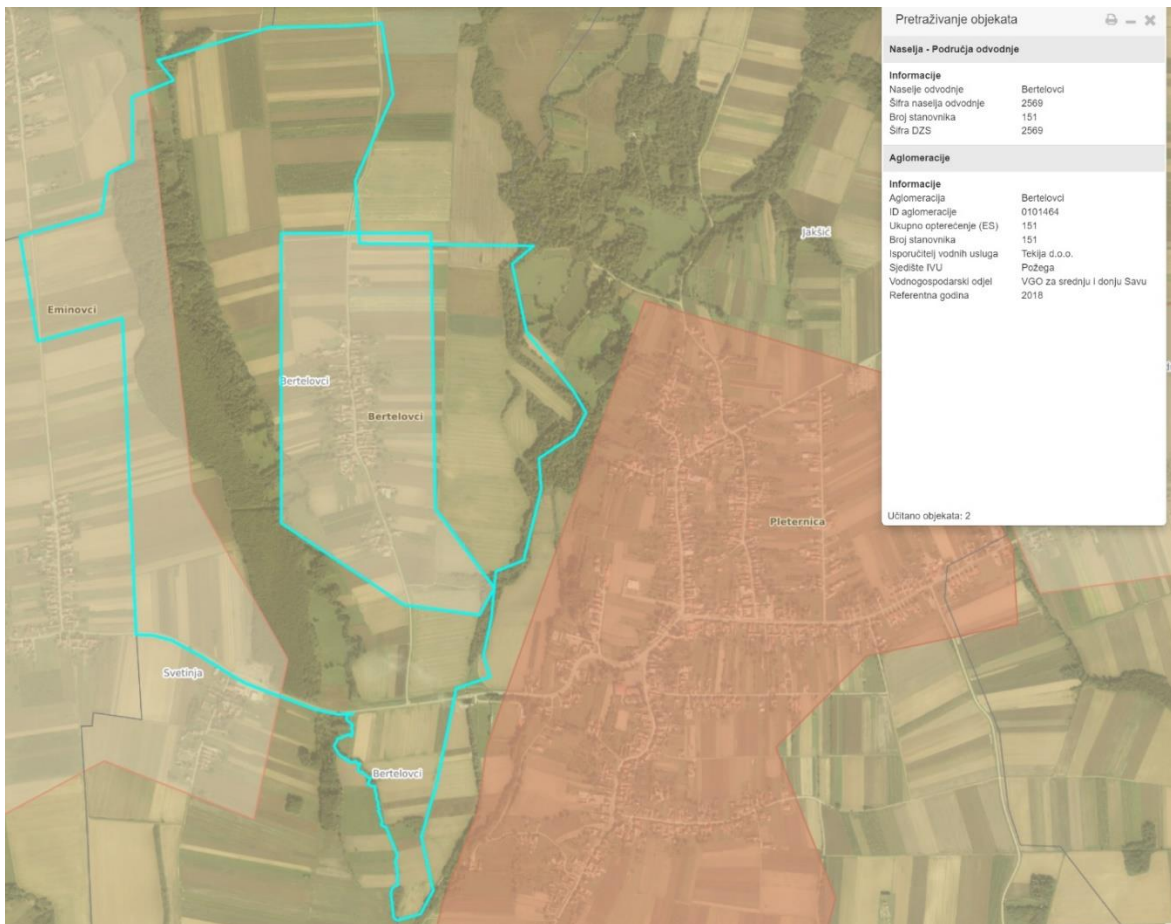 Pretraživanje objekata
Naselja - Područja odvodnje
Informacije
Naselje odvodnje Bertelovci
Šifra naselja odvodnje 2569
Broj stanovnika 151
Šifra DZS 2569
Aglomeracije
Informacije
Aglomeracija Bertelovci
ID aglomeracije 0101464
Ukupno opterećenje (ES) 151
Broj stanovnika 151
Isporučitelj vodnih usluga Tekija d.o.o.
Sjedište IVU Požega
Vodnogospodarski odjel VGO za srednju i donju Savu
Referentna godina 2018
Učitano objekata: 2
Jakšić
Eminovci
Bertelovci
Bertelovci
Pleternica
Svetinja
Bertelovci